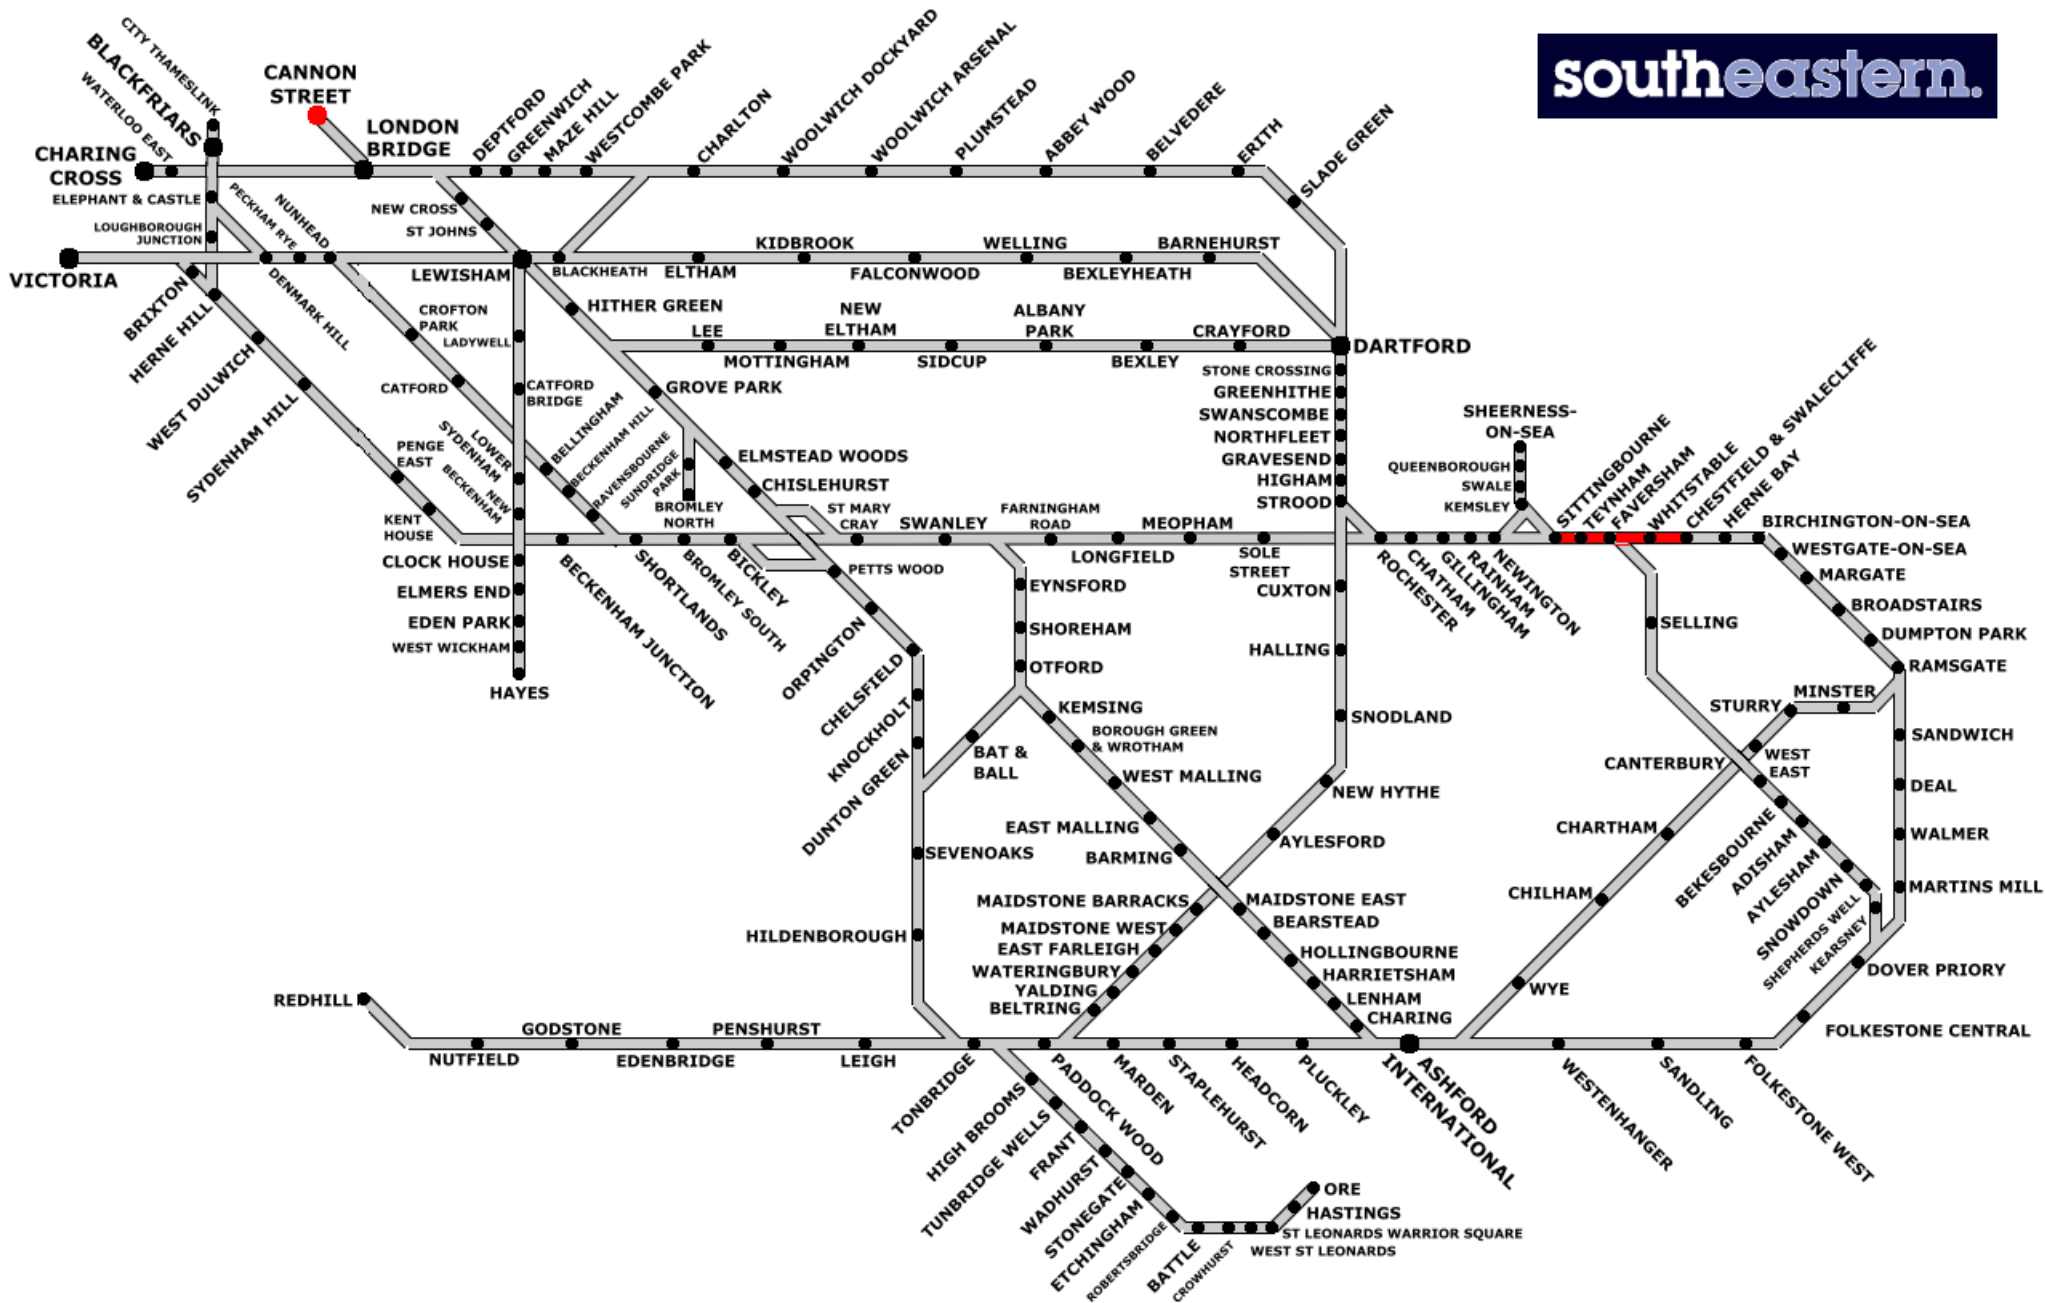 southeastern.
CITY THAMESLINK
BLACKFRIARS
WATERLOO EAST
CANNON
STREET
LONDON
BRIDGE
CHARING
CROSS
DEPTFORD
GREENWICH
MAZE HILL
WESTCOMBE PARK
CHARLTON
WOOLWICH DOCKYARD
WOOLWICH ARSENAL
PLUMSTEAD
ABBEY WOOD
BELVEDERE
ERITH
SLADE GREEN
ELEPHANT & CASTLE
LOUGHBOROUGH
JUNCTION
PECKHAM RYE
NUNHEAD
NEW CROSS
ST JOHNS
VICTORIA
LEWISHAM
BLACKHEATH
ELTHAM
KIDBROOK
FALCONWOOD
WELLING
BEXLEYHEATH
BARNEHURST
BRIXTON
HERNE HILL
DENMARK HILL
WEST DULWICH
SYDENHAM HILL
CROFTON
PARK
LADYWELL
HITHER GREEN
LEE
MOTTINGHAM
NEW
ELTHAM
SIDCUP
ALBANY
PARK
BEXLEY
CRAYFORD
DARTFORD
CATFORD
CATFORD
BRIDGE
GROVE PARK
STONE CROSSING
GREENHITHE
SWANSCOMBE
NORTHFLEET
GRAVESEND
HIGHAM
STROOD
PENGE
EAST
LOWER
SYDENHAM
NEW
BECKENHAM
BELLINGHAM
BECKENHAM HILL
RAVENSBOURNE
SUNDRIDGE
PARK
BROMLEY
NORTH
ELMSTEAD WOODS
CHISLEHURST
KENT
HOUSE
CLOCK HOUSE
ELMERS END
EDEN PARK
WEST WICKHAM
HAYES
BECKENHAM JUNCTION
SHORTLANDS
BROMLY SOUTH
BICKLEY
PETTS WOOD
ST MARY
CRAY
SWANLEY
FARNINGHAM
ROAD
LONGFIELD
MEOPHAM
SOLE
STREET
SHEERNESS-
ON-SEA
QUEENBOROUGH
SWALE
KEMSLEY
SITTINGBOURNE
TEYNHAM
FAVERSHAM
WHITSTABLE
CHESTFIELD & SWALECLIFFE
HERNE BAY
BIRCHINGTON-ON-SEA
WESTGATE-ON-SEA
MARGATE
BROADSTAIRS
DUMPTON PARK
RAMSGATE
ROCHESTER
CHATHAM
GILLINGHAM
RAINHAM
NEWINGTON
CUXTON
HALLING
SNODLAND
NEW HYTHE
AYLESFORD
EYNSFORD
SHOREHAM
OTFORD
KEMSING
BOROUGH GREEN
& WROTHAM
WEST MALLING
EAST MALLING
BARMING
BAT &
BALL
ORPINGTON
CHELSFIELD
KNOCKHOLT
DUNTON GREEN
SEVENOAKS
HILDENBOROUGH
MAIDSTONE BARRACKS
MAIDSTONE WEST
EAST FARLEIGH
WATERINGBURY
YALDING
BELTRING
MAIDSTONE EAST
BEARSTEAD
HOLLINGBOURNE
HARRIETSHAM
LENHAM
CHARING
SELLING
MINSTER
STURRY
CANTERBURY
WEST
EAST
CHARTHAM
CHILHAM
WYE
BEKESBOURNE
ADISHAM
AYLESHAM
SNOWDOWN
SHEPHERDS WELL
KEARSNEY
SANDWICH
DEAL
WALMER
MARTINS MILL
DOVER PRIORY
FOLKESTONE CENTRAL
REDHILL
NUTFIELD
GODSTONE
EDENBRIDGE
PENSHURST
LEIGH
TONBRIDGE
PADDOCK WOOD
MARDEN
STAPLEHURST
HEADCORN
PLUCKLEY
ASHFORD
INTERNATIONAL
WESTENHANGER
SANDLING
FOLKESTONE WEST
HIGH BROOMS
TUNBRIDGE WELLS
FRANT
WADHURST
STONEGATE
ETCHINGHAM
ROBERTSBRIDGE
BATTLE
CROWHURST
WEST ST LEONARDS
ST LEONARDS WARRIOR SQUARE
HASTINGS
ORE